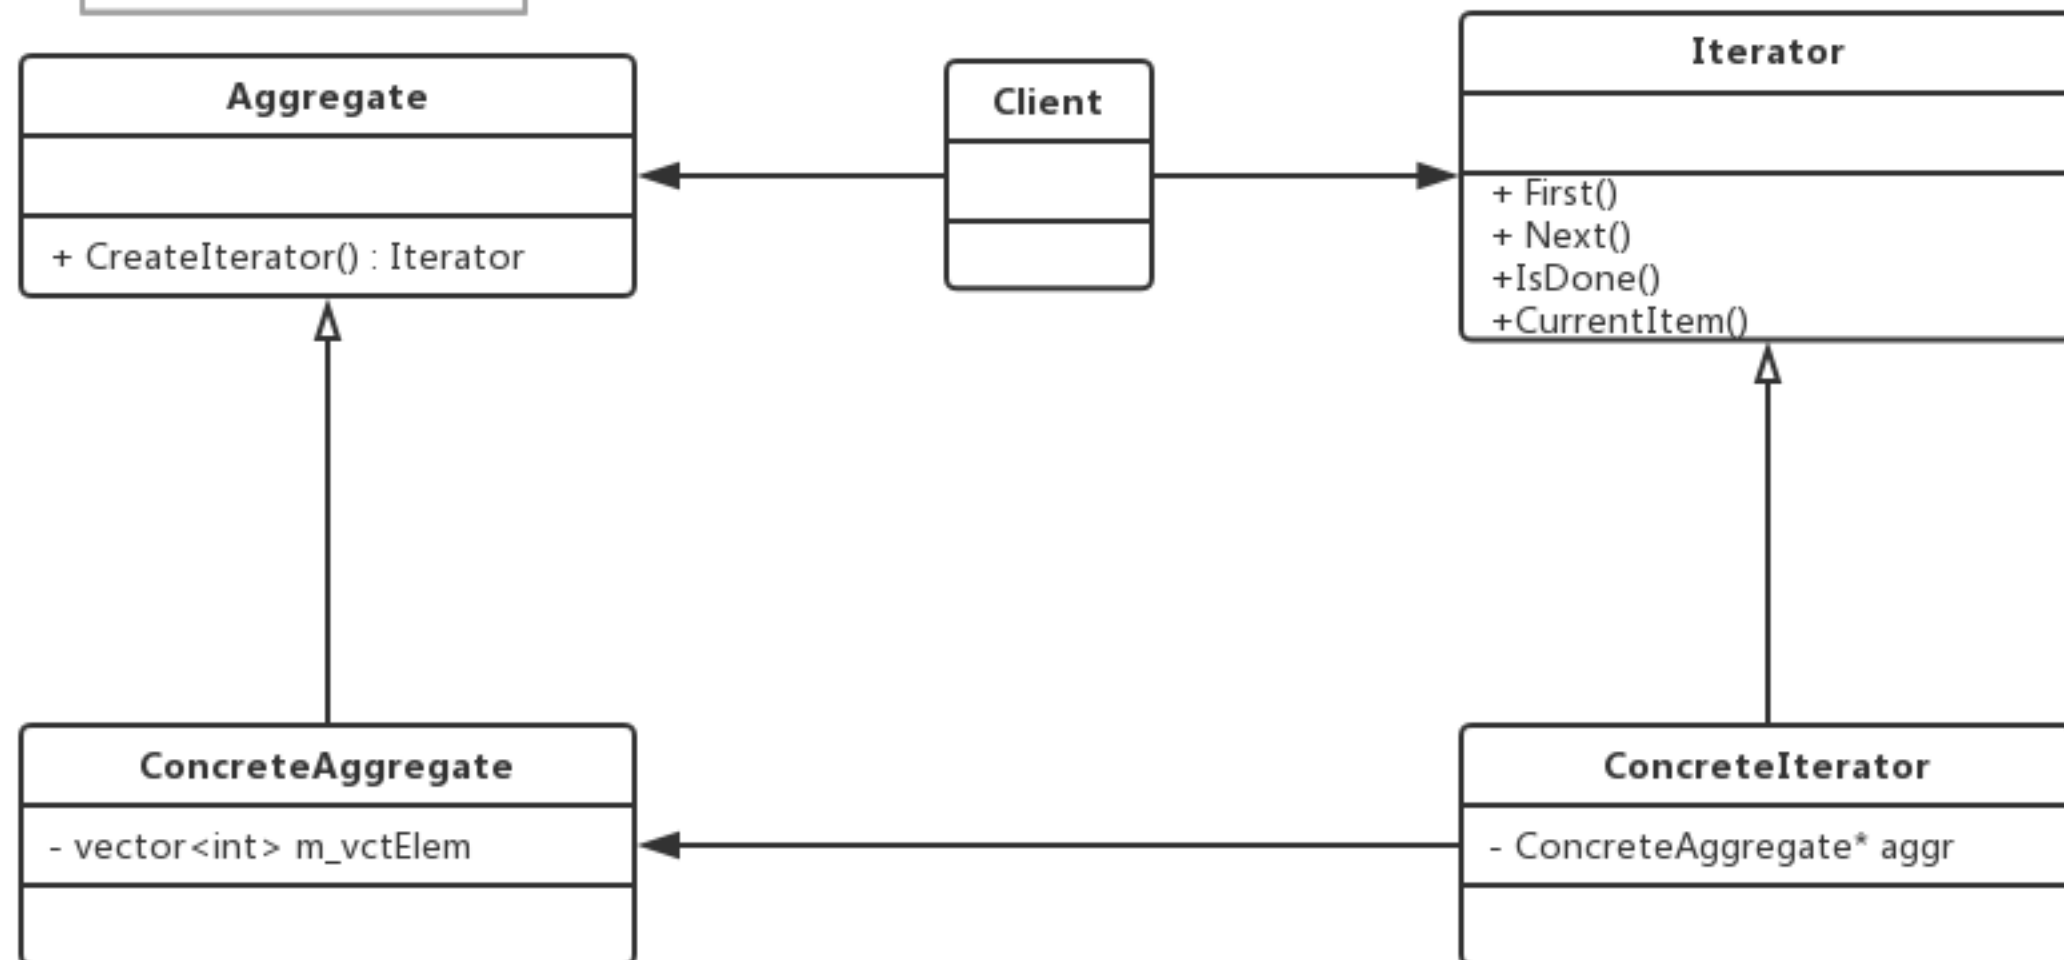 Aggregate
+ CreateIterator() : Iterator
Client
Iterator
+ First()
+ Next()
+IsDone()
+CurrentItem()
ConcreteAggregate
- vector<int> m_vctElem
ConcreteIterator
- ConcreteAggregate* aggr